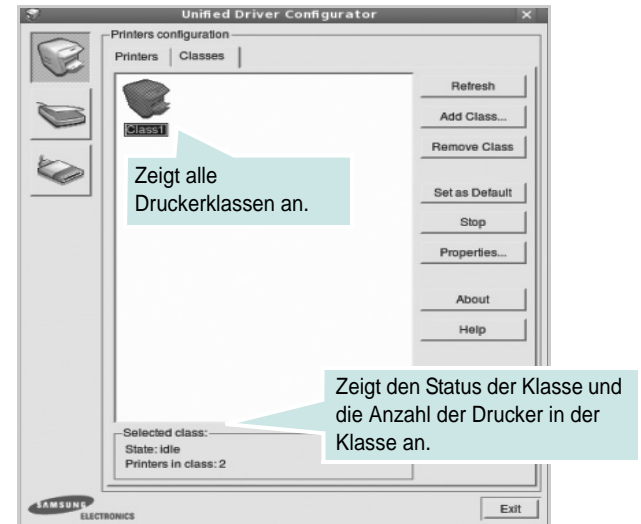 Unified Driver Configurator
Printers configuration
Printers Classes
Class1
Zeigt alle
Druckerklassen an.
Refresh
Add Class...
Remove Class
Set as Default
Stop
Properties...
About
Help
Zeigt den Status der Klasse und
die Anzahl der Drucker in der
Klasse an.
Selected class:
State: idle
Printers in class: 2
SAMSUNG
ELECTRONICS
Exit